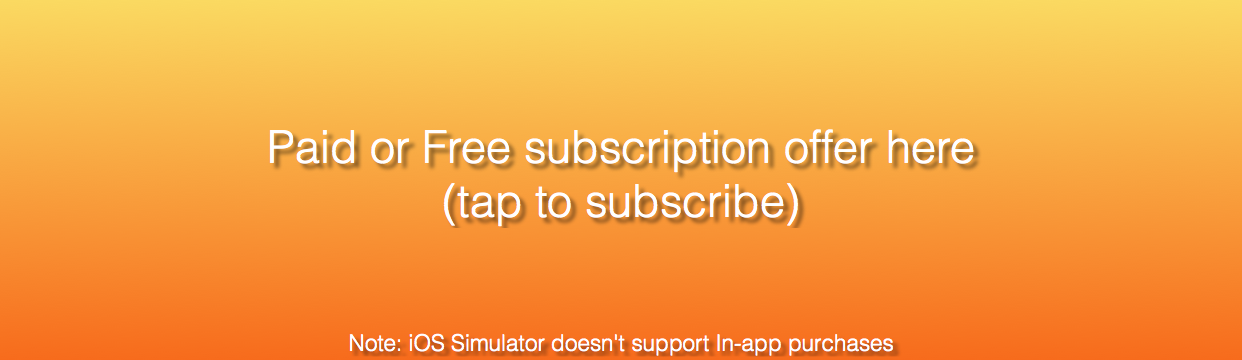 Paid or Free subscription offer here
(tap to subscribe)
Note: iOS Simulator doesn't support In-app purchases